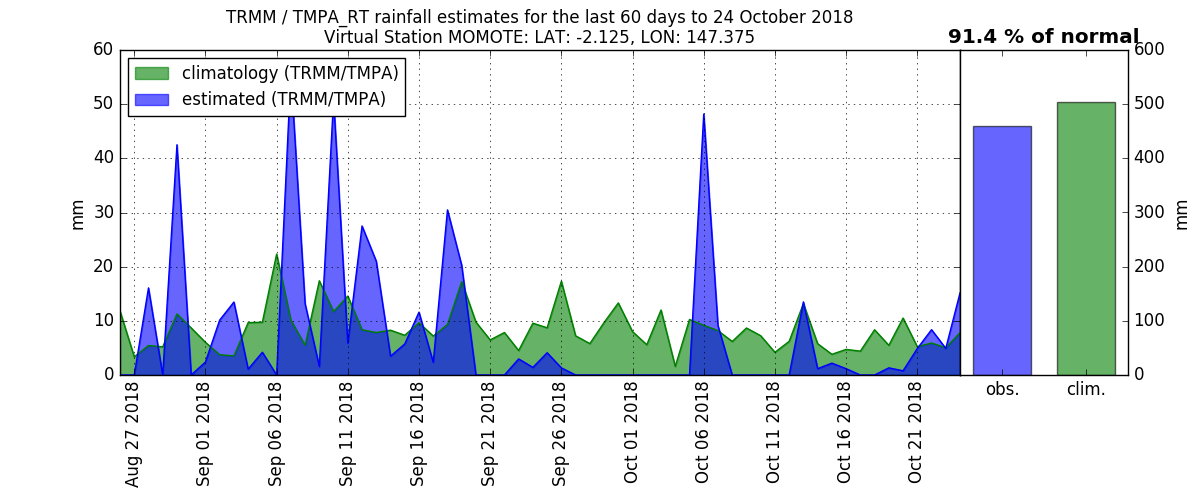 TRMM / TMPA_RT rainfall estimates for the last 60 days to 24 October 2018
Virtual Station MOMOTE: LAT: -2.125, LON: 147.375
91.4 % of normal
climatology (TRMM/TMPA)
estimated (TRMM/TMPA)
60
50
40
30
20
10
0
mm
Aug 27 2018
Sep 01 2018
Sep 06 2018
Sep 11 2018
Sep 16 2018
Sep 21 2018
Sep 26 2018
Oct 01 2018
Oct 06 2018
Oct 11 2018
Oct 16 2018
Oct 21 2018
obs.
clim.
600
500
400
300
200
100
0
mm